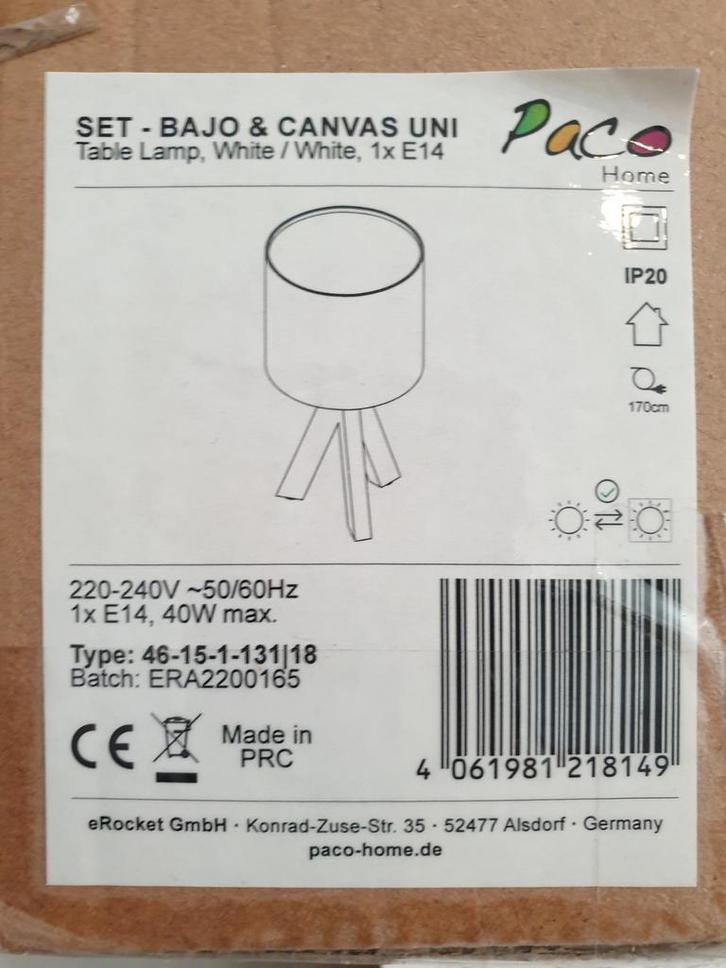 SET - BAJO & CANVAS UNI
Table Lamp, White / White, 1x E14
Paco
Home
IP20
170cm
220-240V ~50/60Hz
1x E14, 40W max.
Type: 46-15-1-131|18
Batch: ERA2200165
CE
Made in
PRC
4 061981 218149
eRocket GmbH · Konrad-Zuse-Str. 35 · 52477 Alsdorf · Germany
paco-home.de